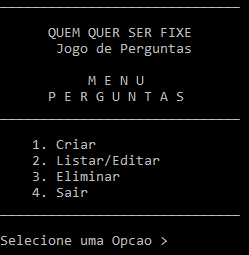 QUEM QUER SER FIXE
Jogo de Perguntas
M E N U
P E R G U N T A S
1. Criar
2. Listar/Editar
3. Eliminar
4. Sair
Selecione uma Opcao >